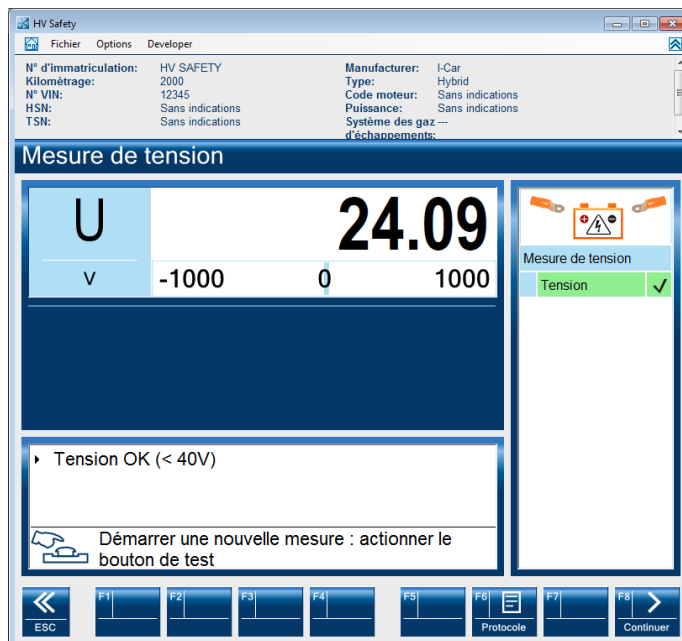 HV Safety
Fichier Options Developer
N° d'immatriculation: HV SAFETY Manufacturer: I-Car
Kilomètrage: 2000 Type: Hybrid
N° VIN: 12345 Code moteur: Sans indications
HSN: Sans indications Puissance: Sans indications
TSN: Sans indications Système des gaz ---
d'échappements:
Mesure de tension
U 24.09
V -1000 0 1000
Mesure de tension
Tension
Tension OK (< 40V)
Démarrer une nouvelle mesure : actionner le
bouton de test
F1 F2 F3 F4 F5 F6 F7 F8
ESC Protocole Continuer